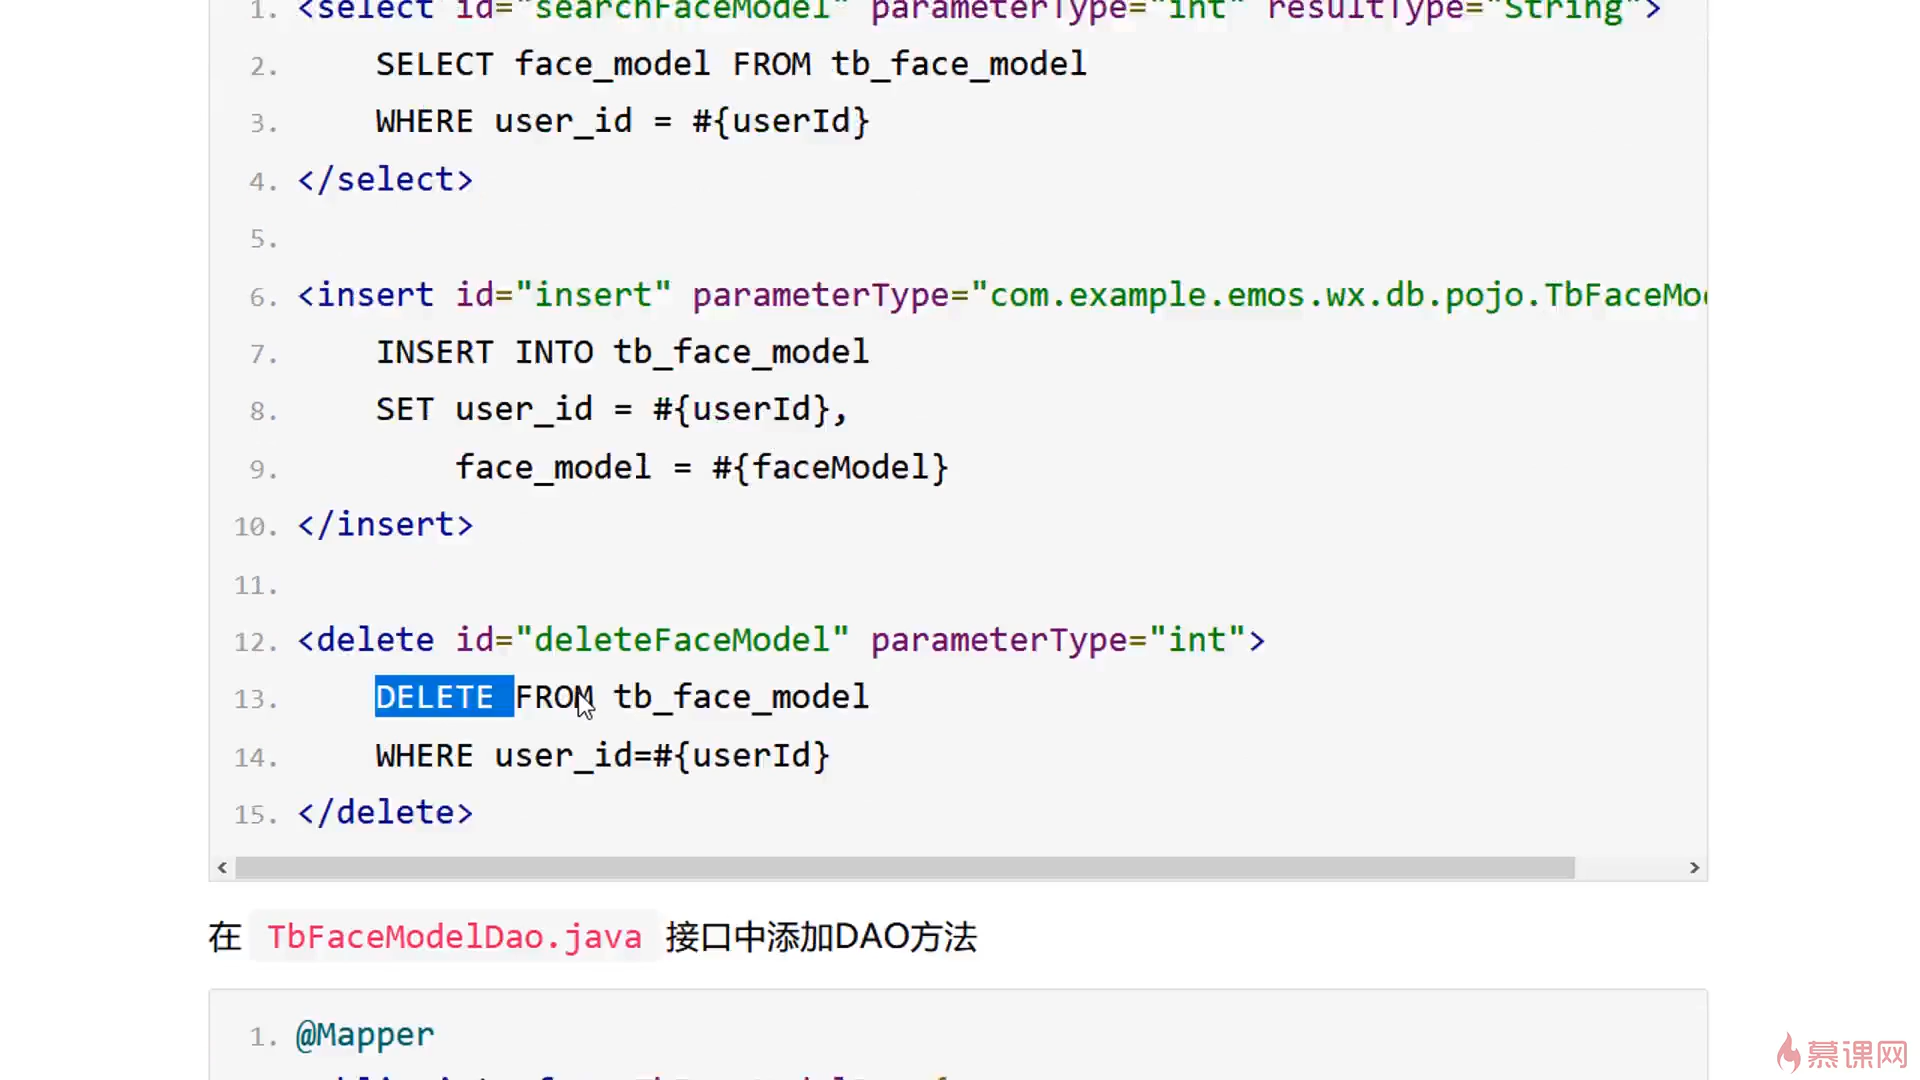 1. <select id="searchFaceModel" parameterType="int" resultType="String">
2. SELECT face_model FROM tb_face_model
3. WHERE user_id = #{userId}
4. </select>
5.
6. <insert id="insert" parameterType="com.example.emos.wx.db.pojo.TbFaceMo
7. INSERT INTO tb_face_model
8. SET user_id = #{userId},
9. face_model = #{faceModel}
10. </insert>
11.
12. <delete id="deleteFaceModel" parameterType="int">
13. DELETE FROM tb_face_model
14. WHERE user_id=#{userId}
15. </delete>
在 TbFaceModelDao.java 接口中添加DAO方法
1. @Mapper
慕课网